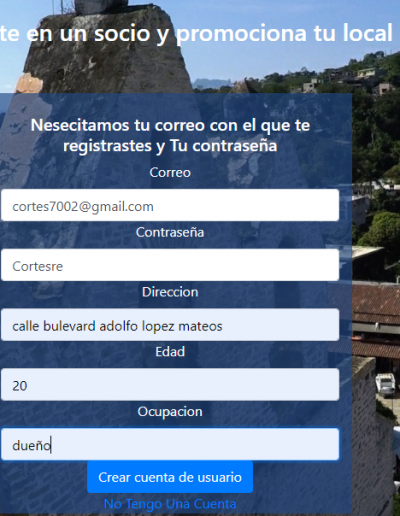 te en un socio y promociona tu local
Nesecitamos tu correo con el que te
registrastes y Tu contraseña
Correo
cortes7002@gmail.com
Contraseña
Cortesre
Direccion
calle bulevard adolfo lopez mateos
Edad
20
Ocupacion
dueño
Crear cuenta de usuario
No Tengo Una Cuenta